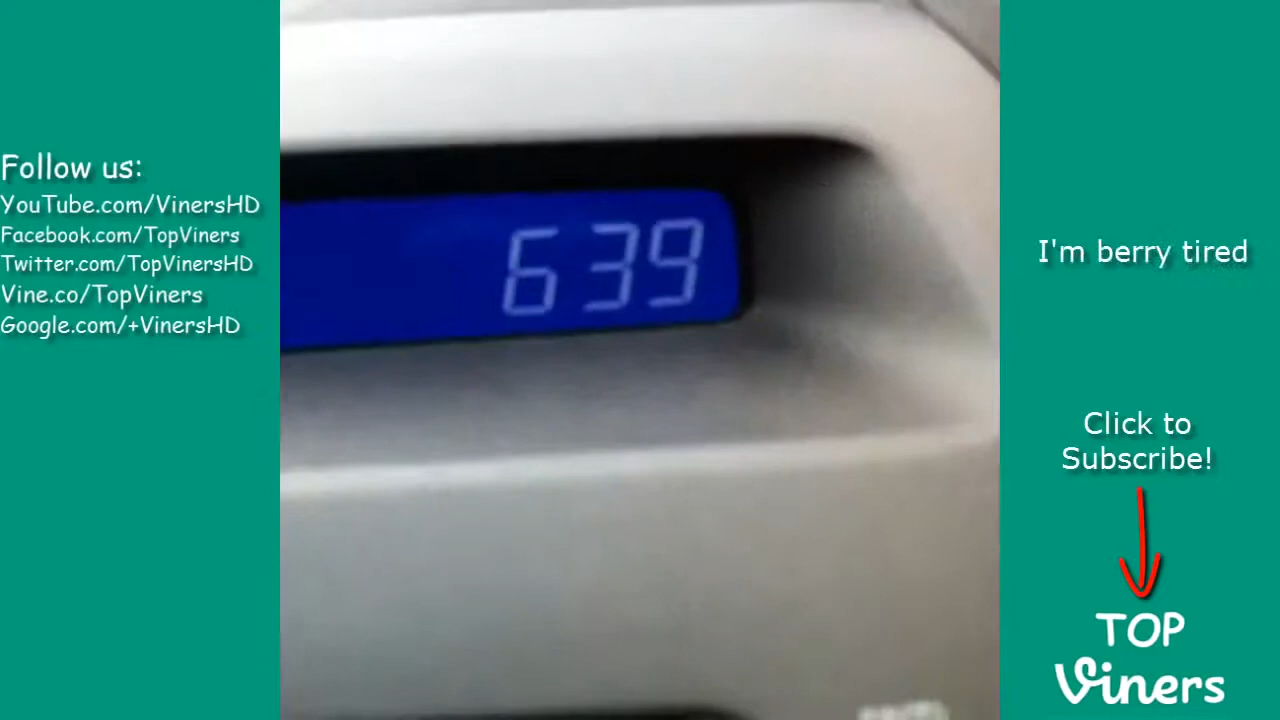 Follow us:
YouTube.com/VinersHD
Facebook.com/TopViners
Twitter.com/TopVinersHD
Vine.co/TopViners
Google.com/+VinersHD
639
I'm berry tired
Click to
Subscribe!
TOP
Viners